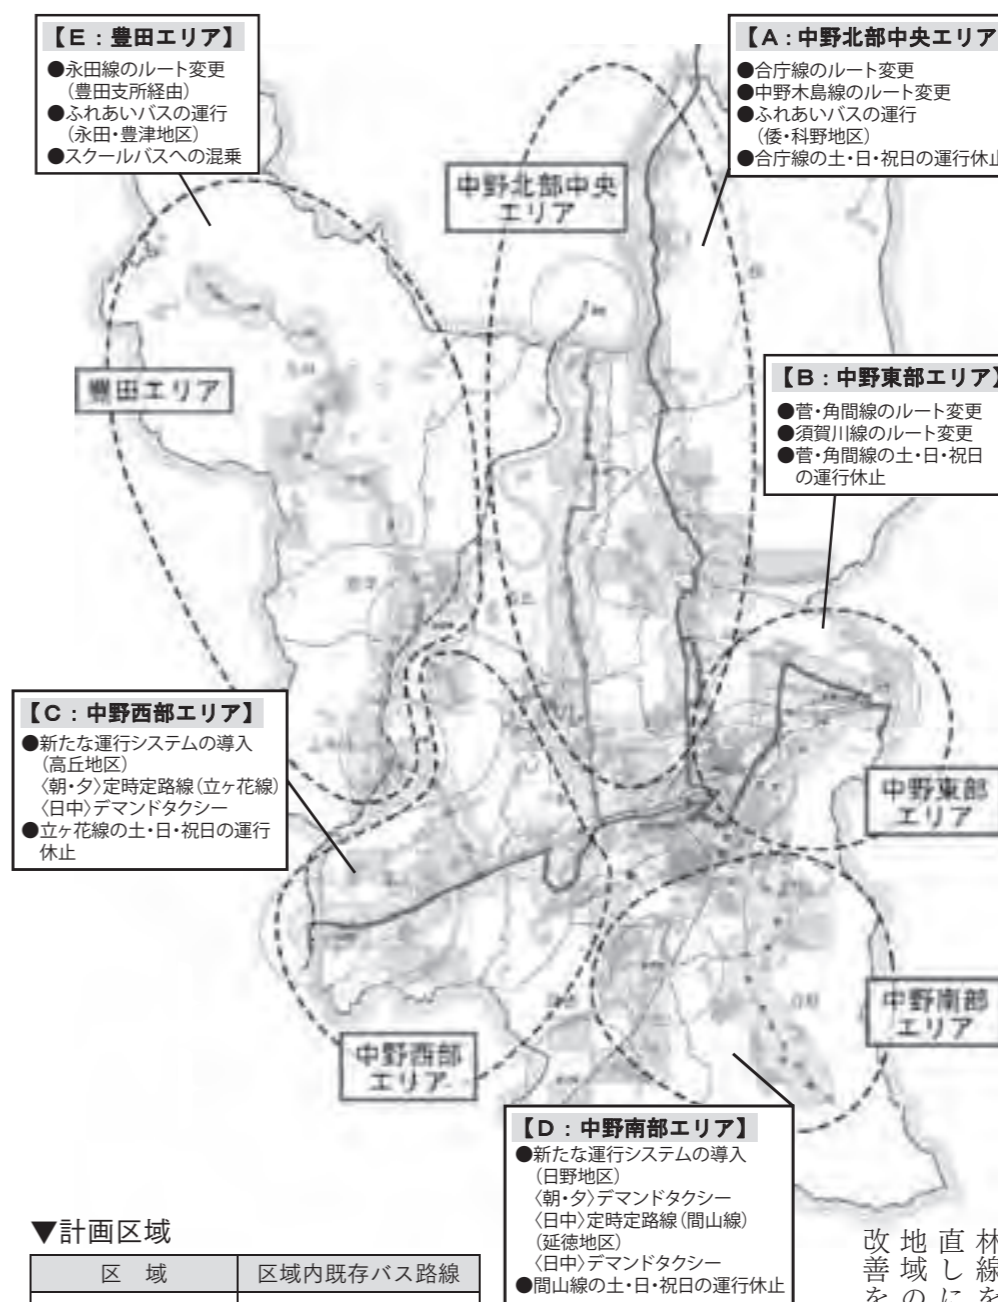 【E：豊田エリア】
●永田線のルート変更
（豊田支所経由）
●ふれあいバスの運行
（永田・豊津地区）
●スクールバスへの混乗
【A：中野北部中央エリア
●合庁線のルート変更
●中野木島線のルート変更
●ふれあいバスの運行
（倭・科野地区）
●合庁線の土・日・祝日の運行休止
中野北部中央
エリア
豊田エリア
【B：中野東部エリア】
●菅・角間線のルート変更
●須賀川線のルート変更
●菅・角間線の土・日・祝日
の運行休止
【C：中野西部エリア】
●新たな運行システムの導入
（高丘地区）
〈朝・夕〉定時定路線（立ヶ花線）
〈日中〉デマンドタクシー
●立ヶ花線の土・日・祝日の運行
休止
中野東部
エリア
中野南部
エリア
中野西部
エリア
【D：中野南部エリア】
●新たな運行システムの導入
（日野地区）
〈朝・夕〉デマンドタクシー
〈日中〉定時定路線（間山線）
（延徳地区）
〈日中〉デマンドタクシー
●間山線の土・日・祝日の運行休止
▼計画区域
区　域
区域内既存バス路線
林線を
直しに
地域の
改善を